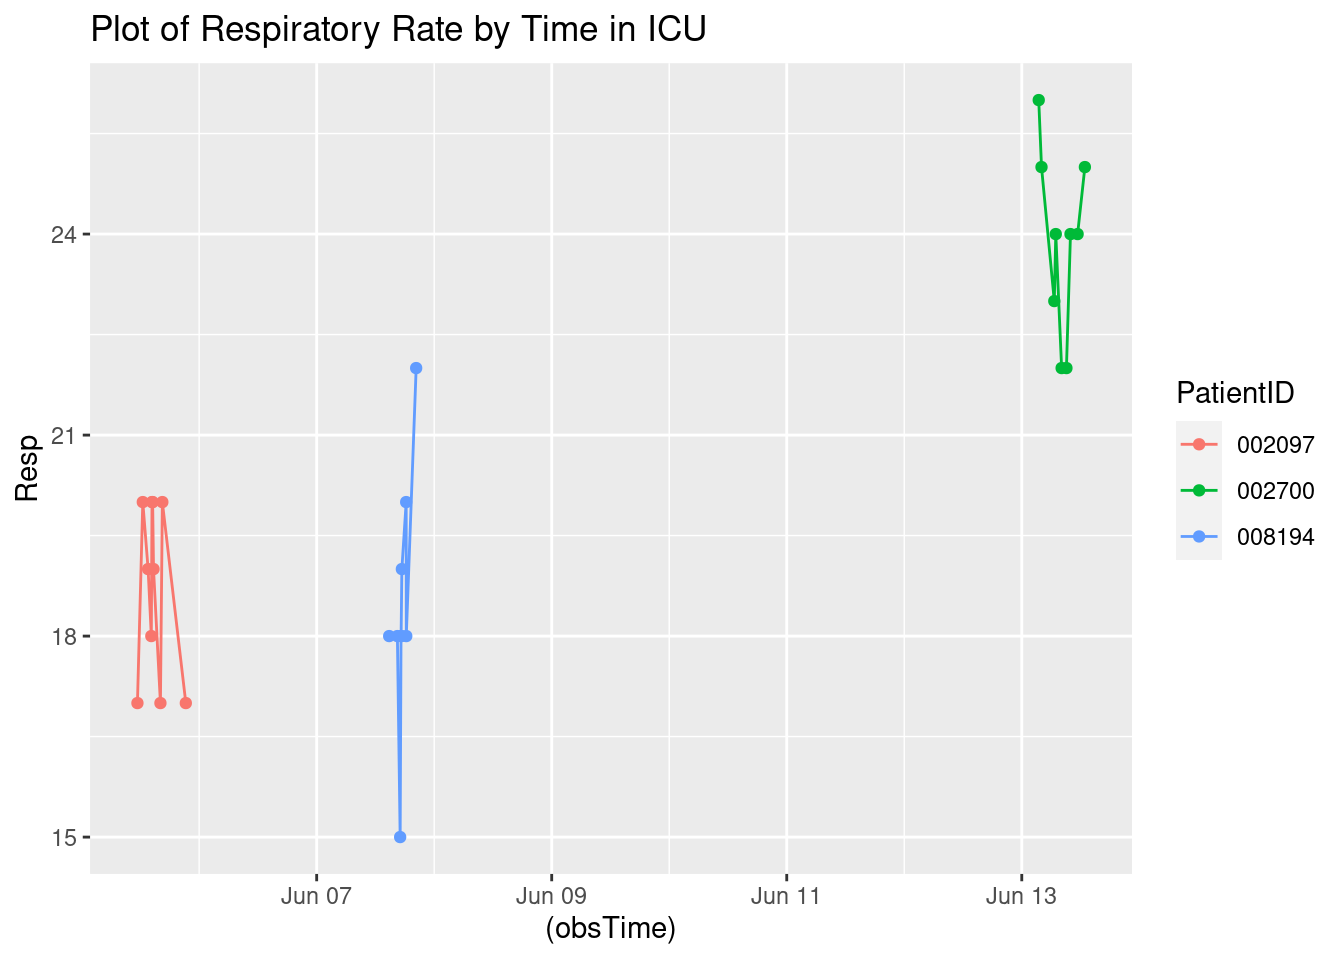 Plot of Respiratory Rate by Time in ICU
Resp
24
21
18
15
Jun 07
Jun 09
Jun 11
Jun 13
(obsTime)
PatientID
002097
002700
008194